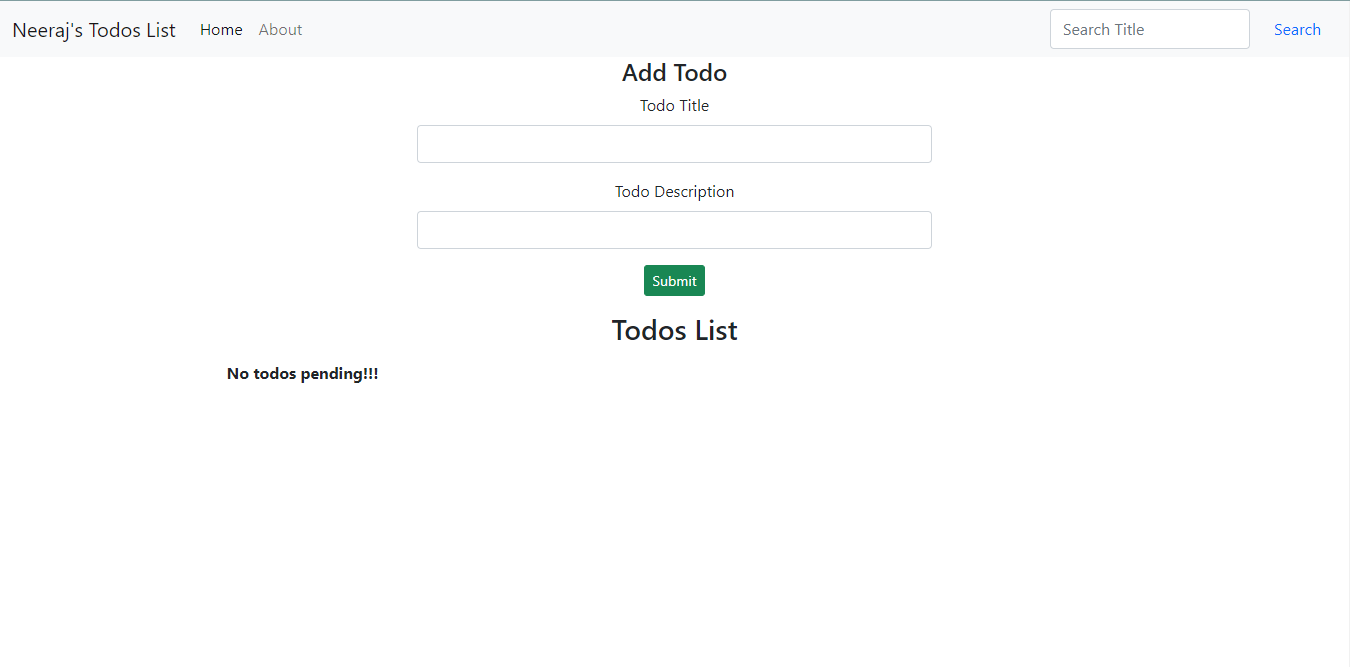 Neeraj's Todos List Home About Search Title Search
Add Todo
Todo Title
Todo Description
Submit
Todos List
No todos pending!!!